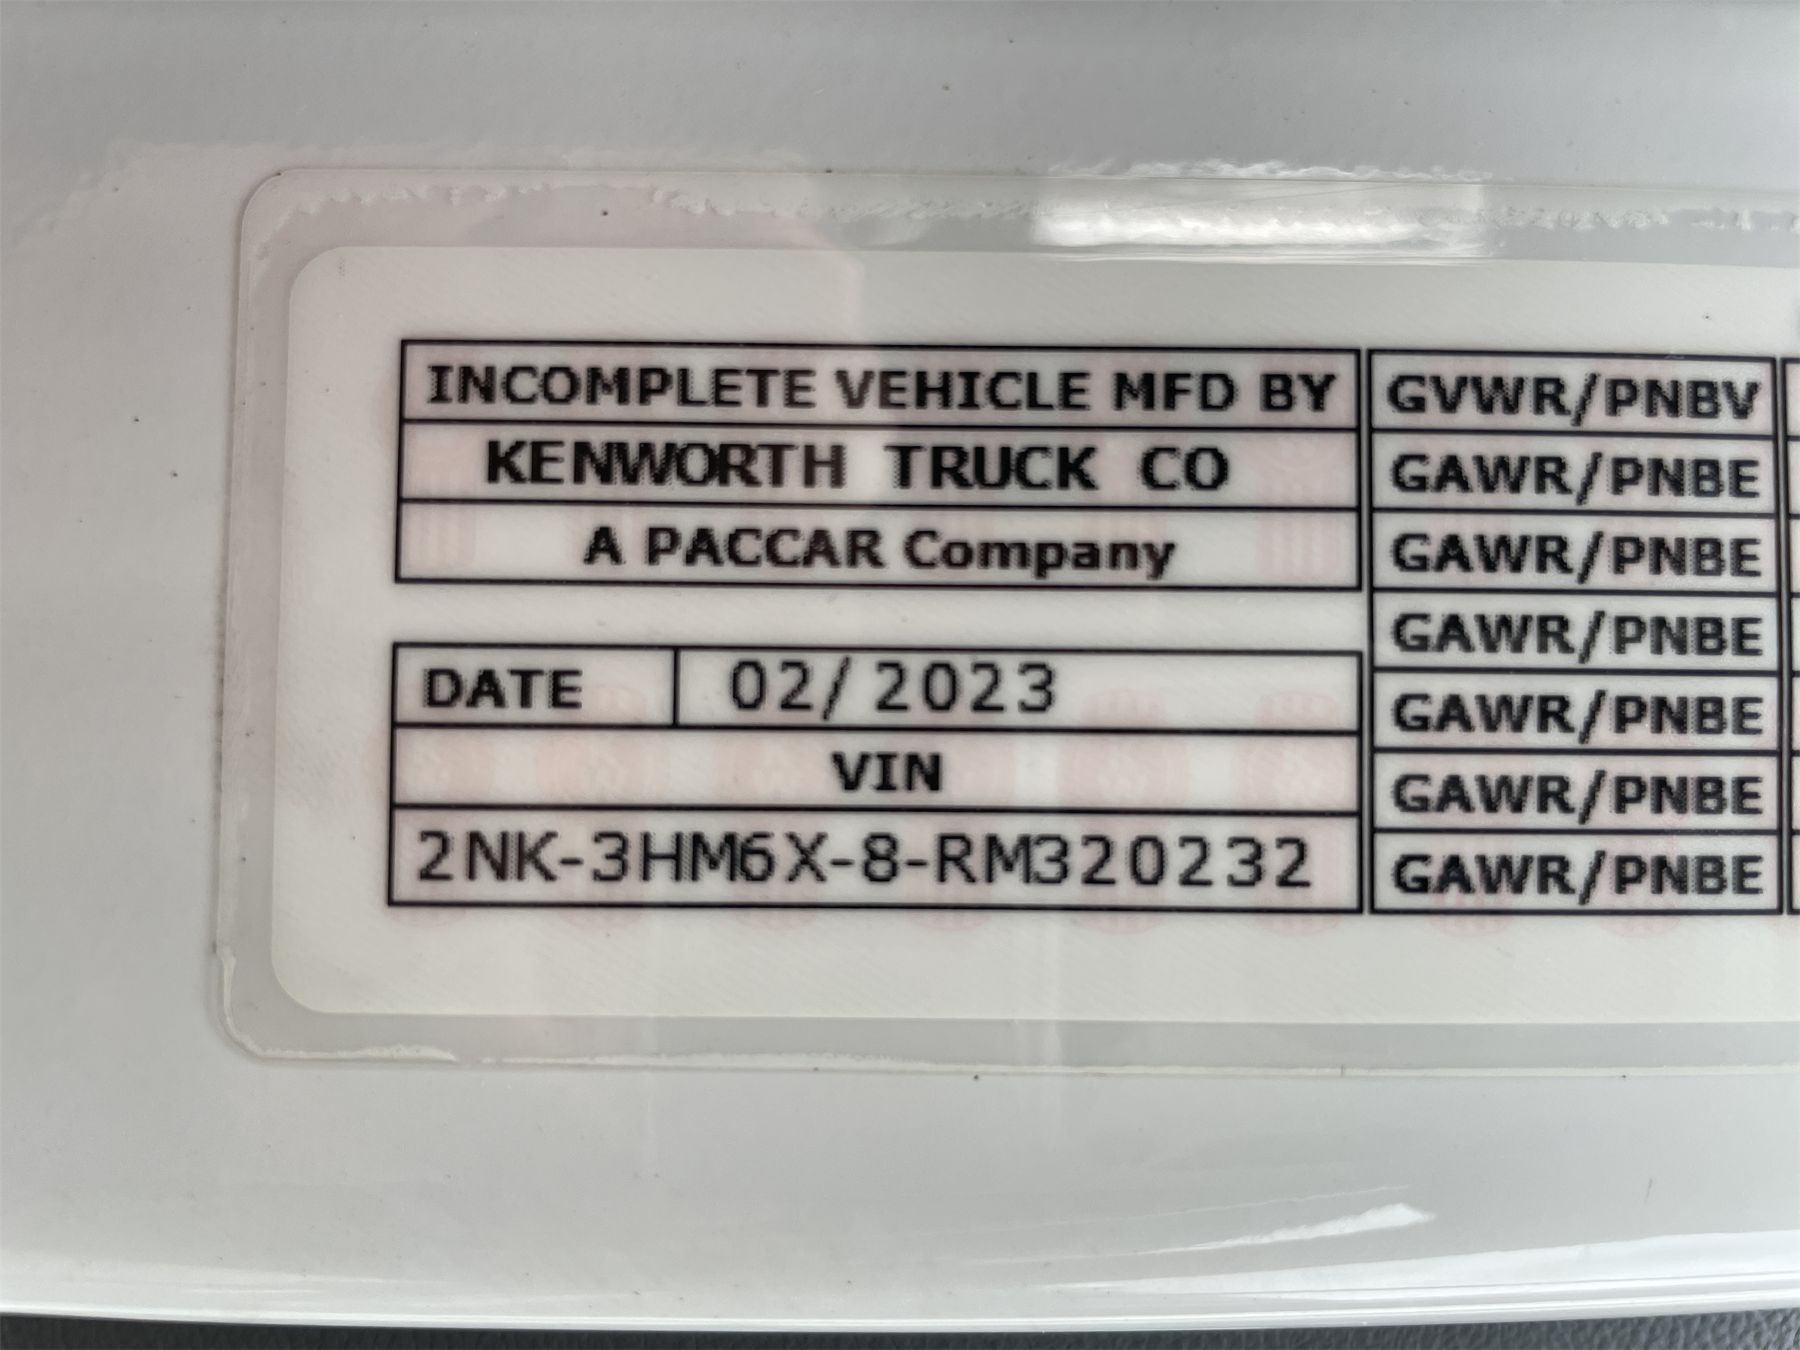 INCOMPLETE VEHICLE MFD BY
KENWORTH TRUCK CO
A PACCAR Company
DATE 02/2023
VIN
2NK-3HM6X-8-RM320232
GVWR/PNBV
GAWR/PNBE
GAWR/PNBE
GAWR/PNBE
GAWR/PNBE
GAWR/PNBE
GAWR/PNBE